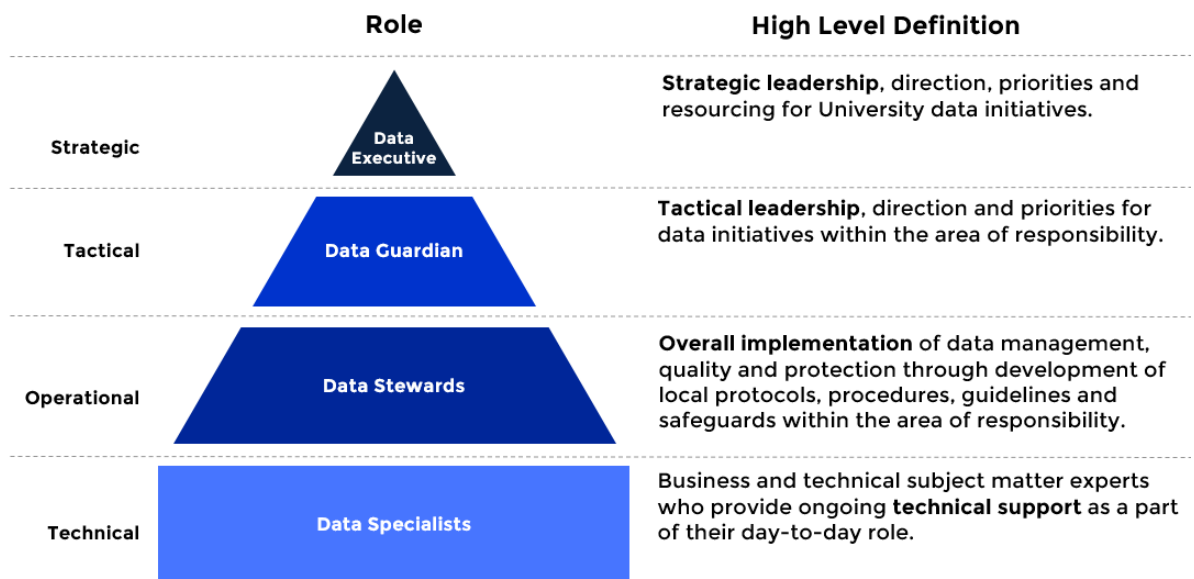 Role
High Level Definition
Strategic
Data
Executive
Strategic leadership, direction, priorities and
resourcing for University data initiatives.
Tactical
Data Guardian
Tactical leadership, direction and priorities for
data initiatives within the area of responsibility.
Operational
Data Stewards
Overall implementation of data management,
quality and protection through development of
local protocols, procedures, guidelines and
safeguards within the area of responsibility.
Technical
Data Specialists
Business and technical subject matter experts
who provide ongoing technical support as a part
of their day-to-day role.